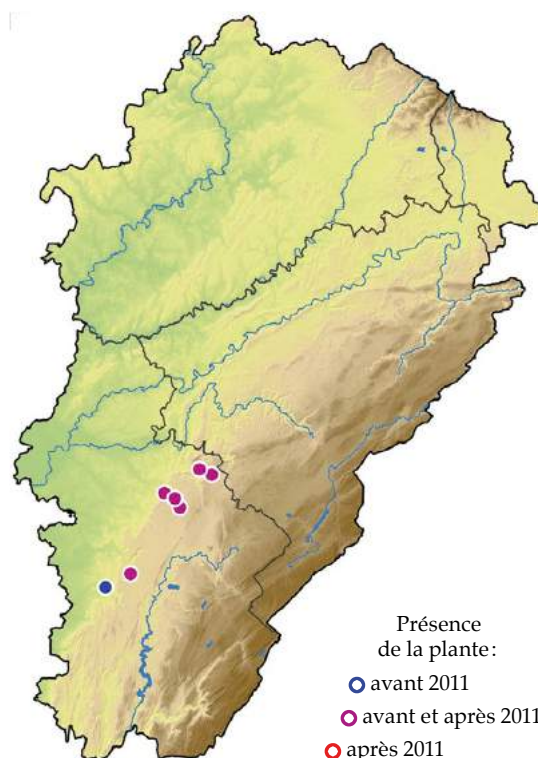 Présence
de la plante:
avant 2011
avant et après 2011
après 2011